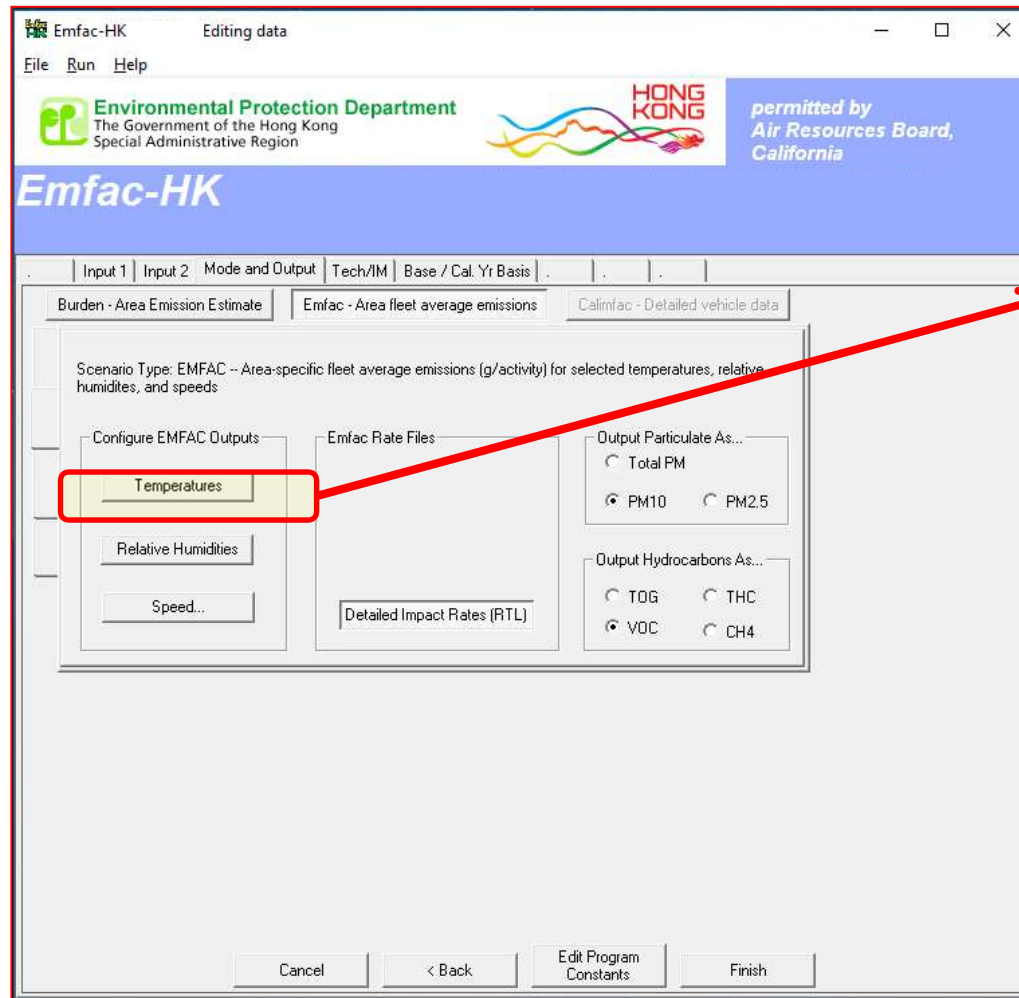 Emfac-HK Editing data
File Run Help
Environmental Protection Department
The Government of the Hong Kong
Special Administrative Region
HONG
KONG
permitted by
Air Resources Board,
California
Emfac-HK
. Input 1 Input 2 Mode and Output Tech/IM Base / Cal. Yr Basis . . .
Burden - Area Emission Estimate Emfac - Area fleet average emissions Calimfac - Detailed vehicle data
Scenario Type: EMFAC -- Area-specific fleet average emissions (g/activity) for selected temperatures, relative
humidites, and speeds
Configure EMFAC Outputs
Temperatures
Relative Humidities
Speed...
Emfac Rate Files
Detailed Impact Rates (RTL)
Output Particulate As...
Total PM
PM10 PM2.5
Output Hydrocarbons As...
TOG THC
VOC CH4
Cancel < Back Edit Program
Constants Finish